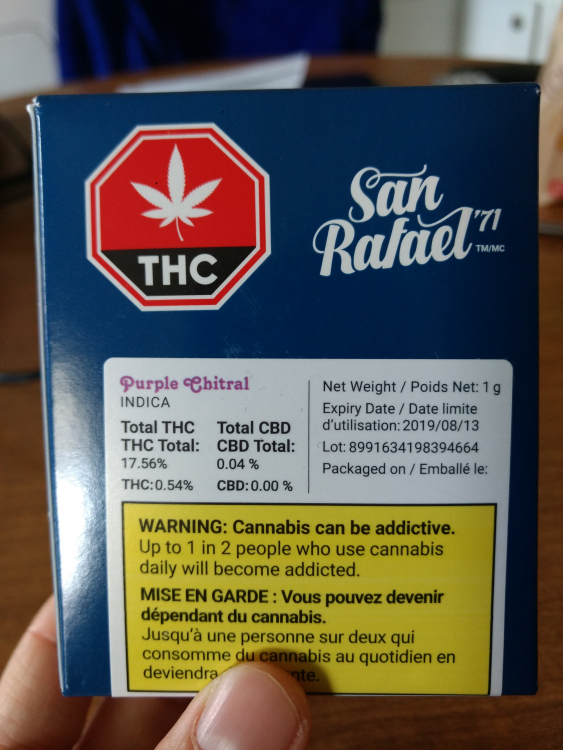 THC
San
Rafael '71
TM/MC
Purple Chitral
INDICA
Total THC
THC Total:
17.56%
THC:0.54%
Total CBD
CBD Total:
0.04 %
CBD:0.00 %
Net Weight / Poids Net: 1 g
Expiry Date / Date limite
d'utilisation: 2019/08/13
Lot: 8991634198394664
Packaged on / Emballé le:
WARNING: Cannabis can be addictive.
Up to 1 in 2 people who use cannabis
daily will become addicted.
MISE EN GARDE : Vous pouvez devenir
dépendant du cannabis.
Jusqu'à une personne sur deux qui
consomme du cannabis au quotidien en
deviendra